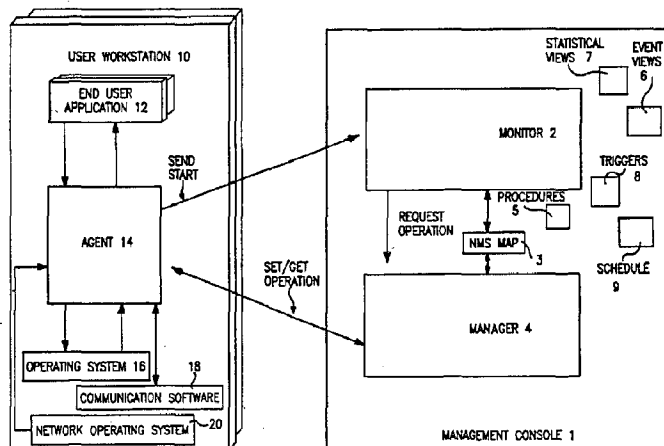 USER WORKSTATION 10
END USER
APPLICATION 12
SEND
START
AGENT 14
SET/GET
OPERATION
OPERATING SYSTEM 16
18
COMMUNICATION SOFTWARE
NETWORK OPERATING SYSTEM
20
STATISTICAL
VIEWS 7
EVENT
VIEWS
6
MONITOR 2
TRIGGERS
8
PROCEDURES
5
REQUEST
OPERATION
NMS MAP
3
SCHEDULE
9
MANAGER 4
MANAGEMENT CONSOLE 1